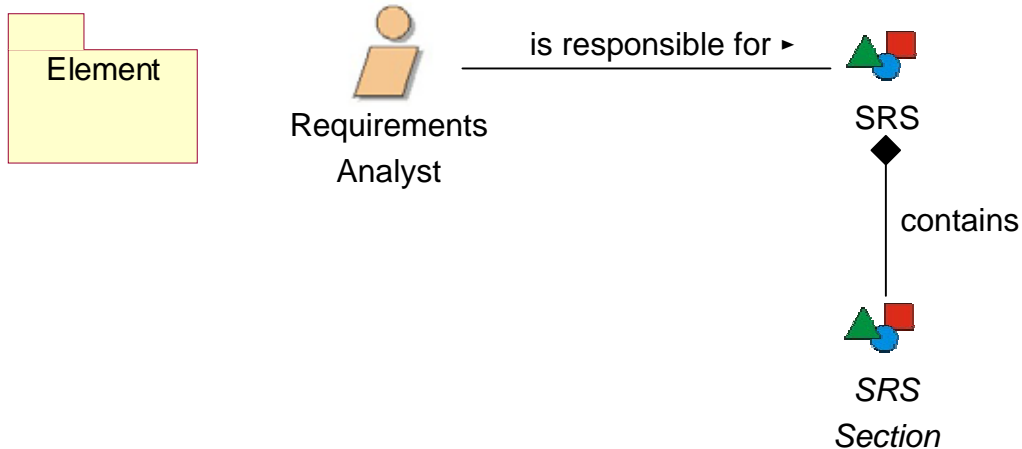 Element
is responsible for ►
Requirements
Analyst
SRS
contains
SRS
Section